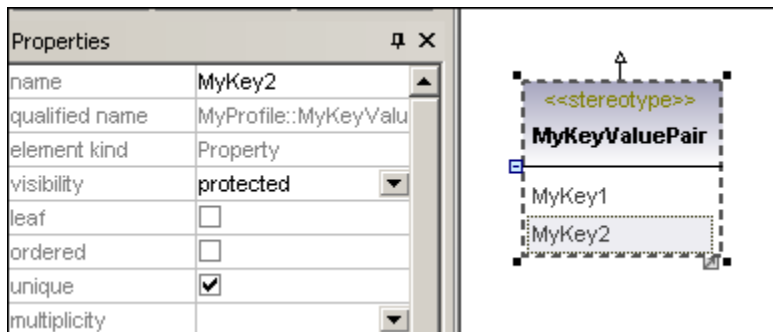 Properties
name MyKey2
qualified name MyProfile::MyKeyValu
element kind Property
visibility protected
leaf
ordered
unique
multiplicity
<<stereotype>>
MyKeyValuePair
MyKey1
MyKey2